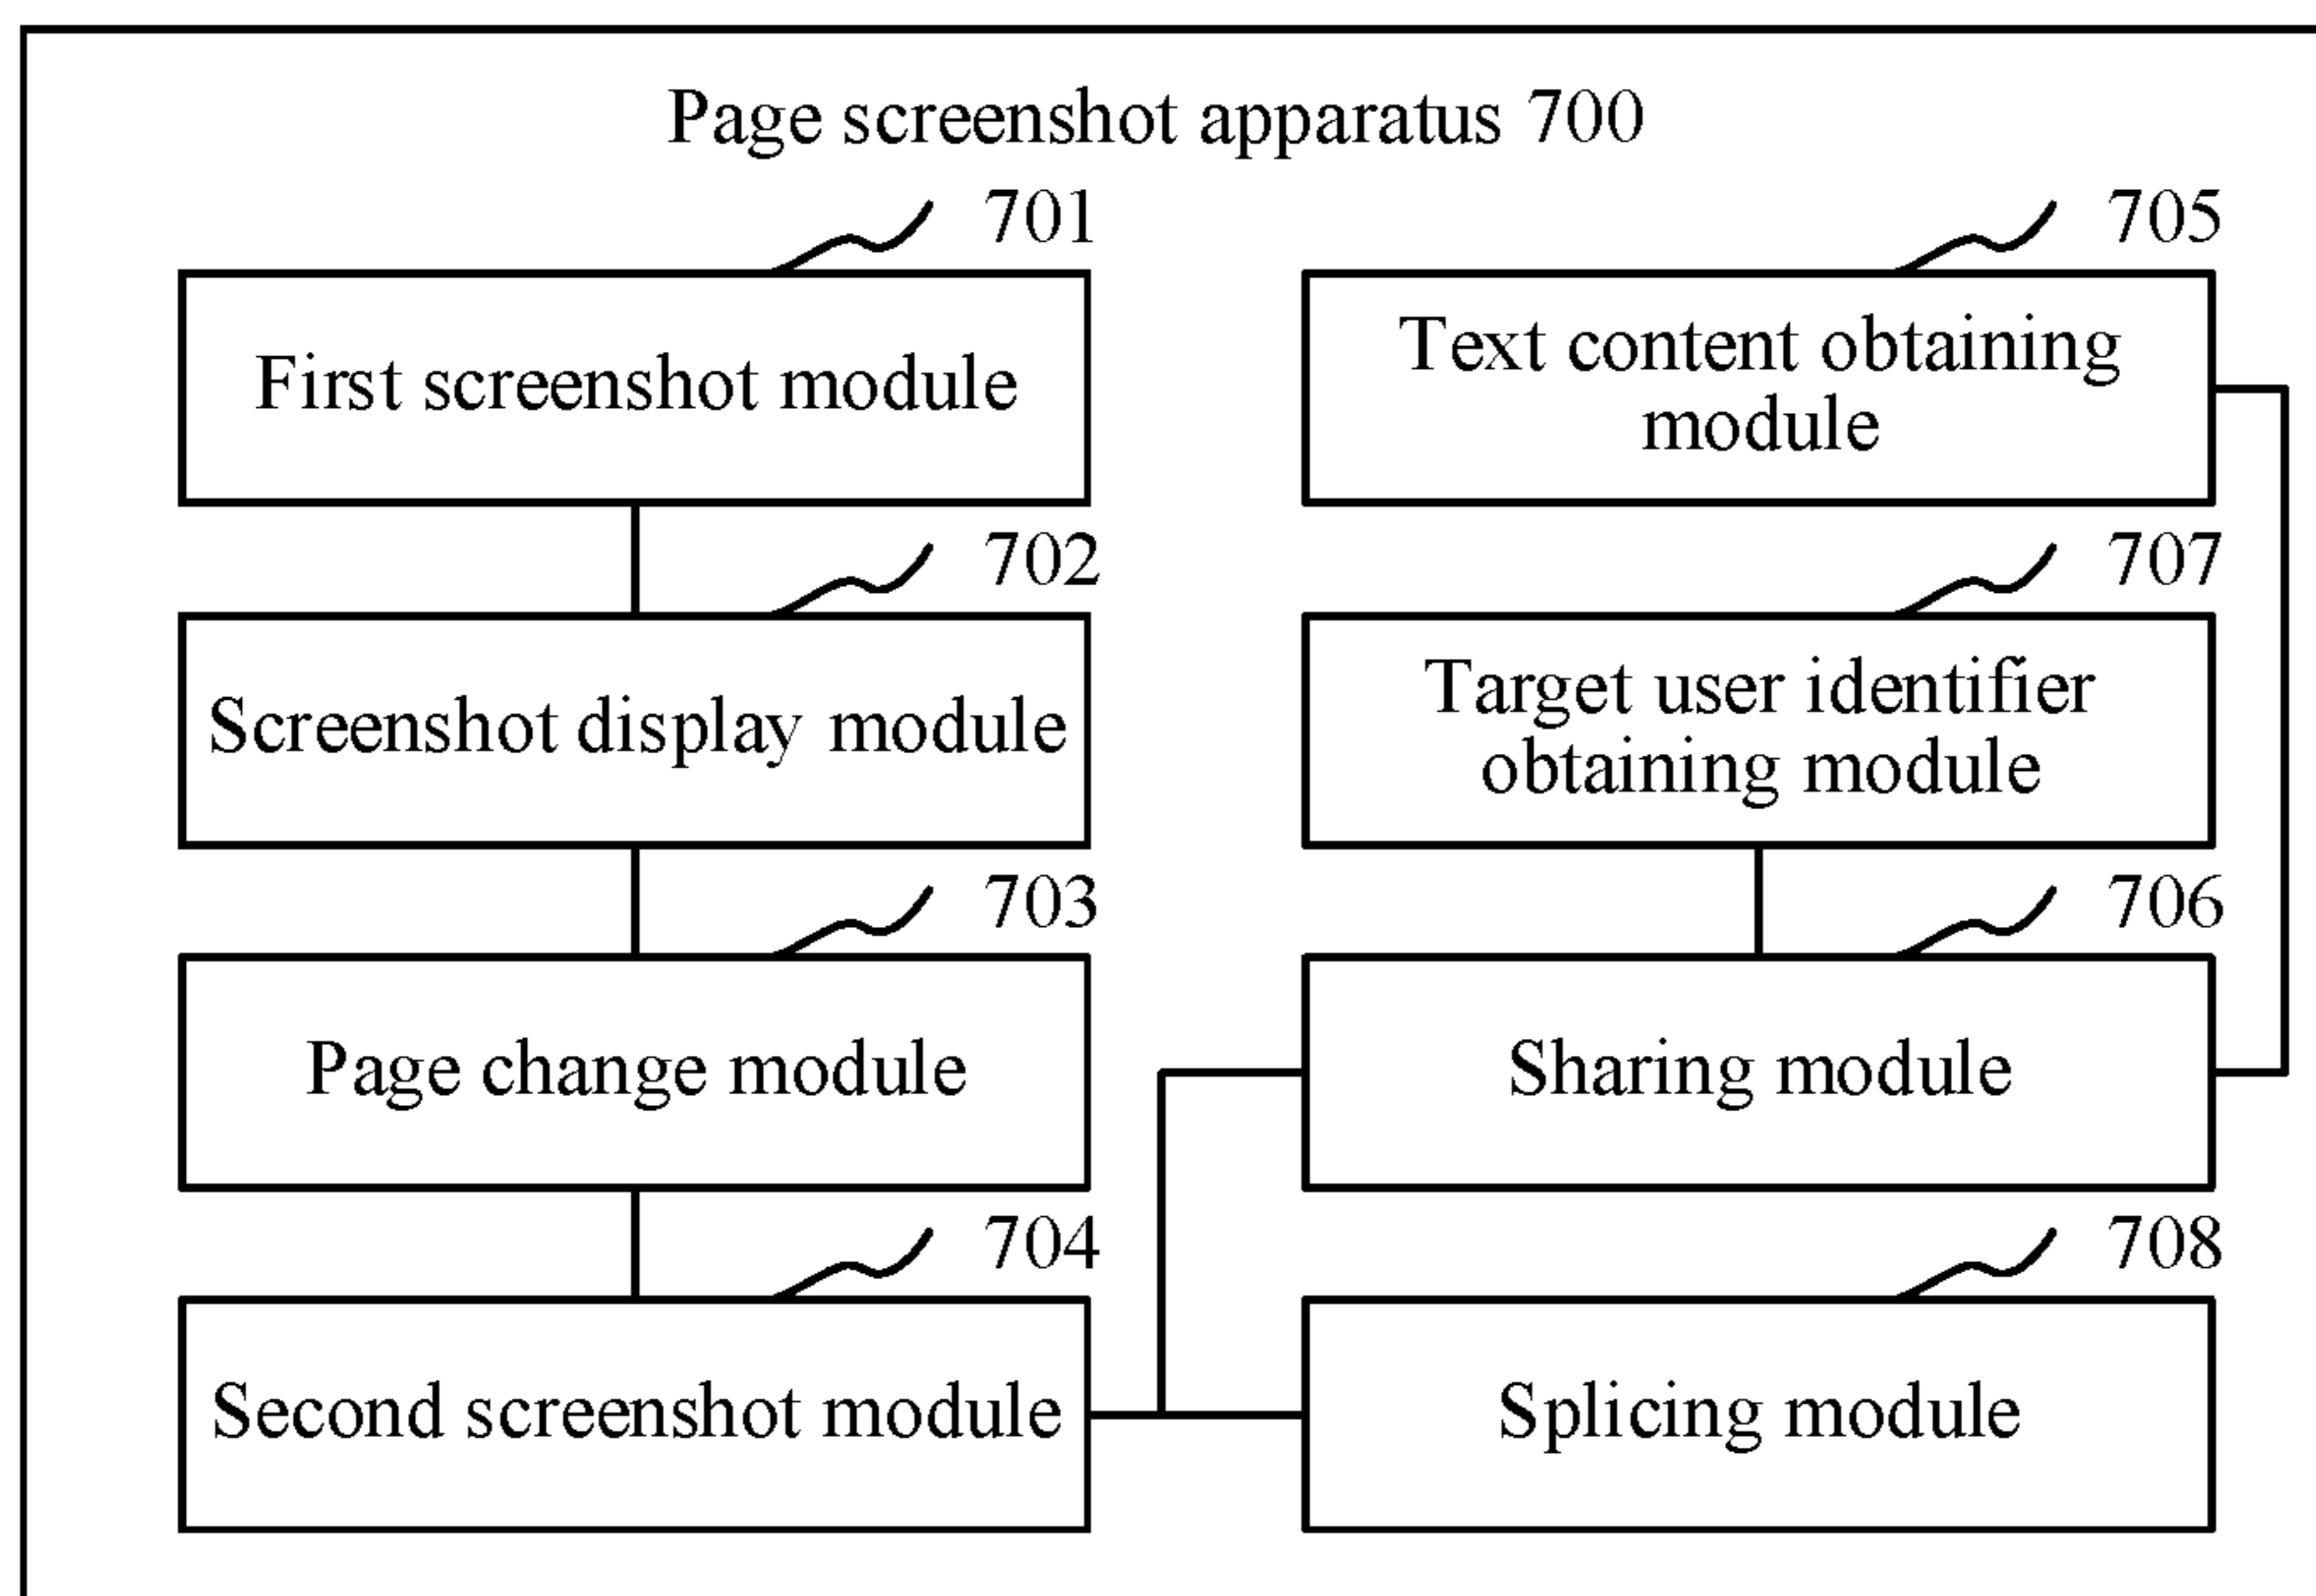 Page screenshot apparatus 700
701
First screenshot module
702
Screenshot display module
703
Page change module
704
Second screenshot module
705
Text content obtaining
module
707
Target user identifier
obtaining module
706
Sharing module
708
Splicing module